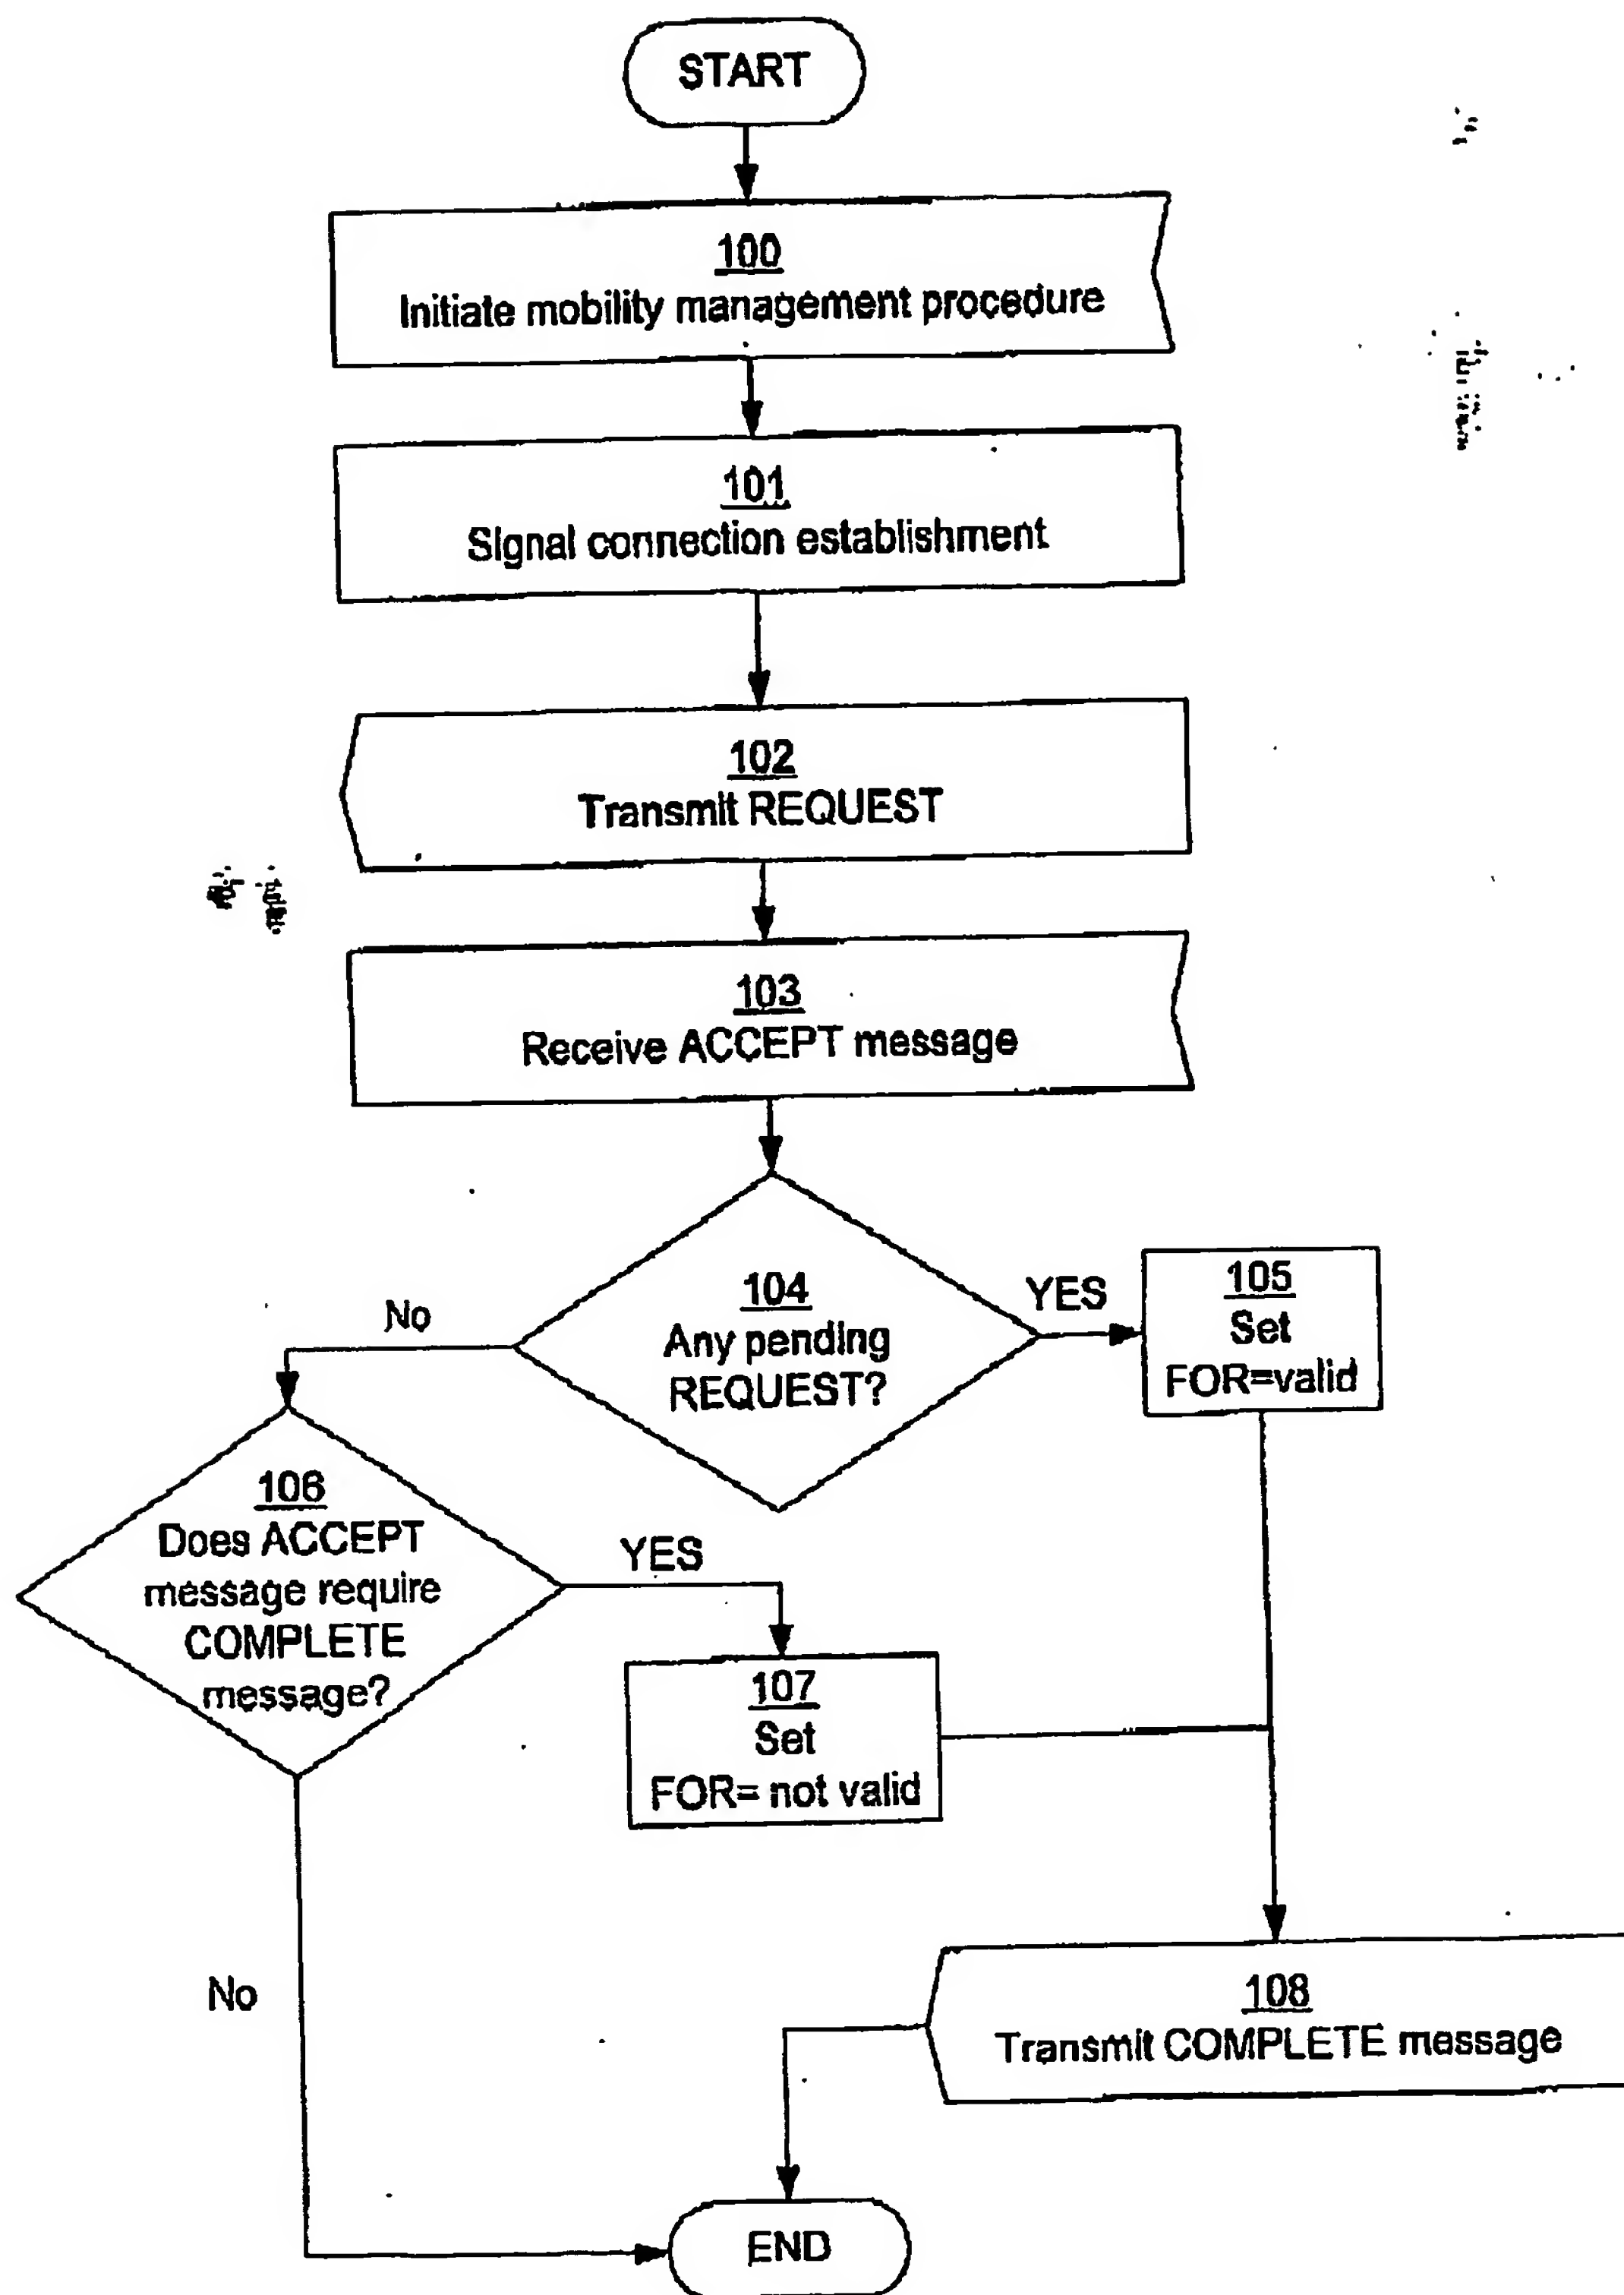 START
100
Initiate mobility management procedure
101
Signal connection establishment
102
Transmit REQUEST
103
Receive ACCEPT message
104
Any pending
REQUEST?
YES
No
105
Set
FOR=valid
106
Does ACCEPT
message require
COMPLETE
message?
YES
107
Set
FOR= not valid
No
108
Transmit COMPLETE message
END